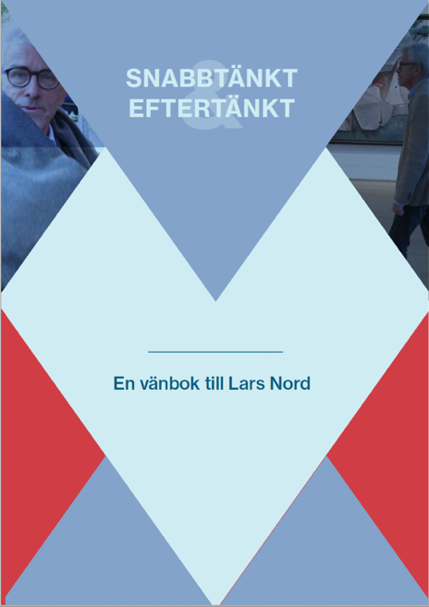 SNABBTÄNKT
&
EFTERTÄNKT
En vänbok till Lars Nord